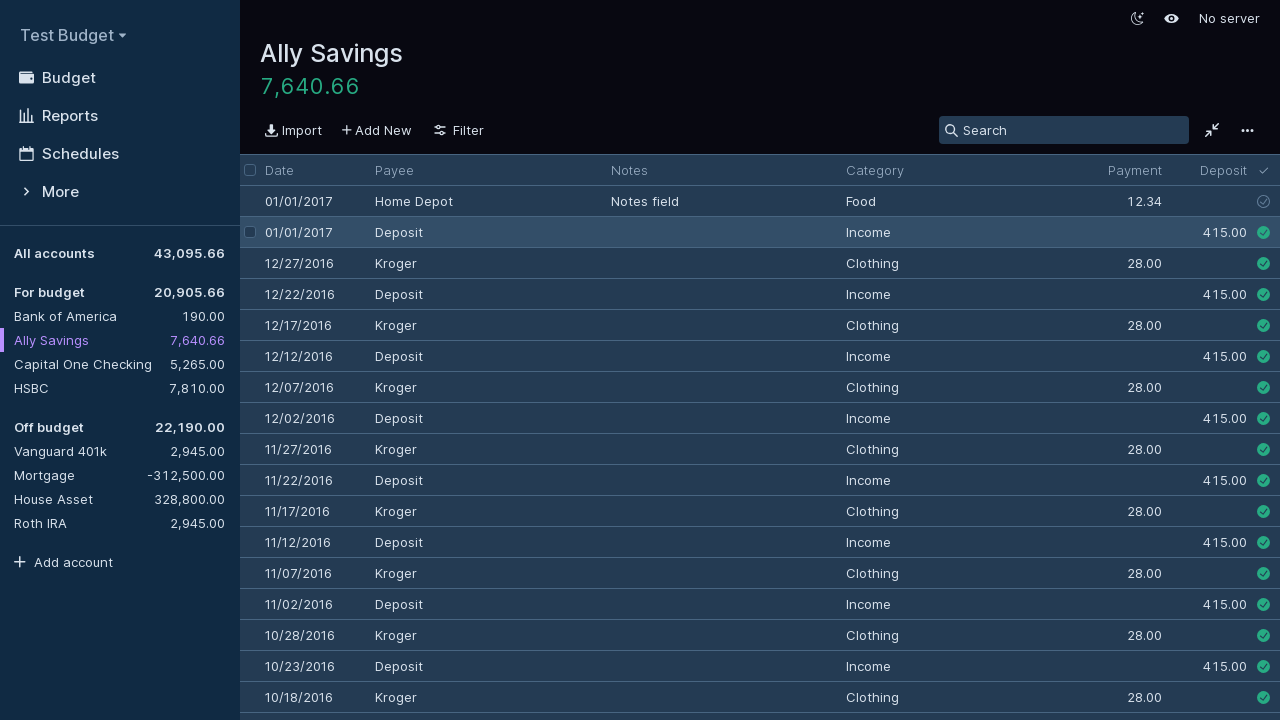 Test Budget
Budget
Reports
Schedules
More
All accounts 43,095.66
For budget 20,905.66
Bank of America 190.00
Ally Savings 7,640.66
Capital One Checking 5,265.00
HSBC 7,810.00
Off budget 22,190.00
Vanguard 401k 2,945.00
Mortgage -312,500.00
House Asset 328,800.00
Roth IRA 2,945.00
Add account
No server
Ally Savings
7,640.66
Import Add New Filter Search
Date Payee Notes Category Payment Deposit
01/01/2017 Home Depot Notes field Food 12.34
01/01/2017 Deposit Income 415.00
12/27/2016 Kroger Clothing 28.00
12/22/2016 Deposit Income 415.00
12/17/2016 Kroger Clothing 28.00
12/12/2016 Deposit Income 415.00
12/07/2016 Kroger Clothing 28.00
12/02/2016 Deposit Income 415.00
11/27/2016 Kroger Clothing 28.00
11/22/2016 Deposit Income 415.00
11/17/2016 Kroger Clothing 28.00
11/12/2016 Deposit Income 415.00
11/07/2016 Kroger Clothing 28.00
11/02/2016 Deposit Income 415.00
10/28/2016 Kroger Clothing 28.00
10/23/2016 Deposit Income 415.00
10/18/2016 Kroger Clothing 28.00